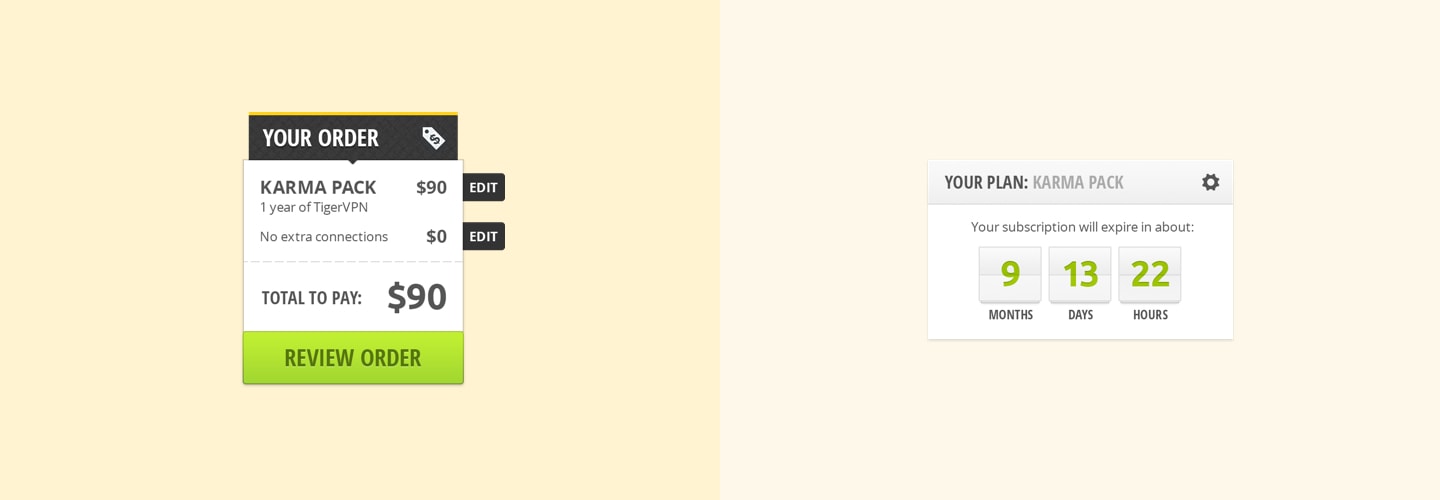 YOUR ORDER
KARMA PACK $90 EDIT
1 year of TigerVPN
No extra connections $0 EDIT
TOTAL TO PAY: $90
REVIEW ORDER
YOUR PLAN: KARMA PACK
Your subscription will expire in about:
9 13 22
MONTHS DAYS HOURS